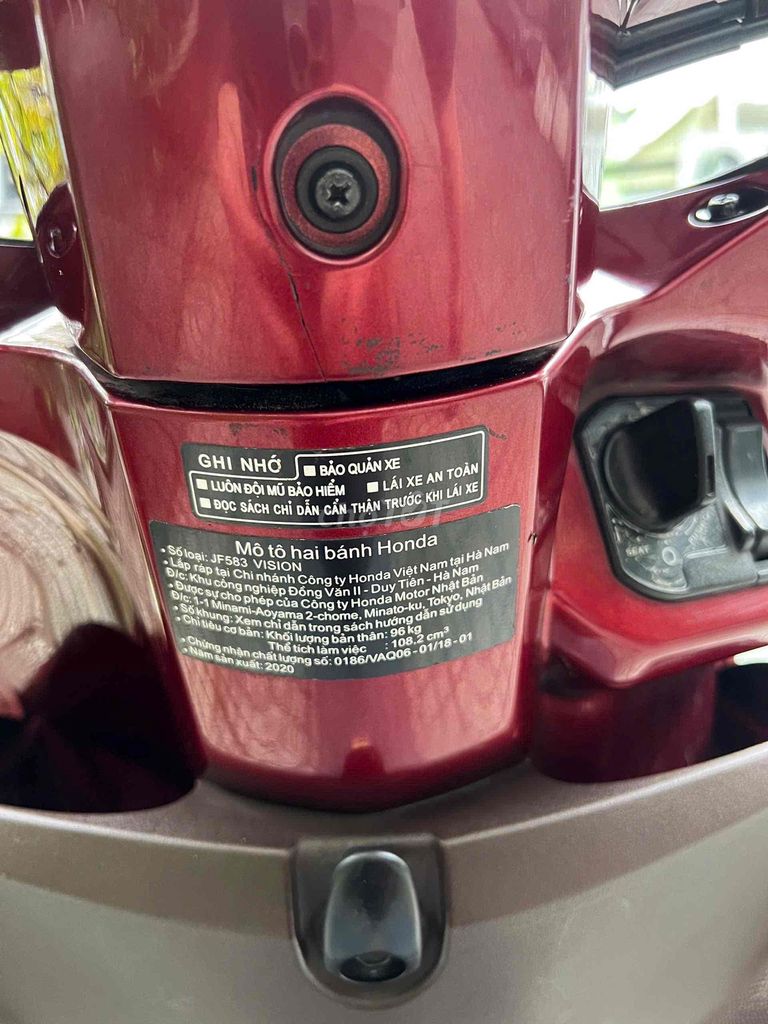 GHI NHỚ
■ BẢO QUẢN XE
■ LUÔN ĐỘI MŨ BẢO HIỂM ■ LÁI XE AN TOÀN
■ ĐỌC SÁCH CHỈ DẪN CẨN THẬN TRƯỚC KHI LÁI XE
chợTỐT
Mô tô hai bánh Honda
• Số loại: JF583 VISION
• Lắp ráp tại Chi nhánh Công ty Honda Việt Nam tại Hà Nam
Đ/c: Khu công nghiệp Đồng Văn II - Duy Tiên - Hà Nam
• Được sự cho phép của Công ty Honda Motor Nhật Bản
Đ/c: 1-1 Minami-Aoyama 2-chome, Minato-ku, Tokyo, Nhật Bản
• Số khung: Xem chỉ dẫn trong sách hướng dẫn sử dụng
• Chỉ tiêu cơ bản: Khối lượng bản thân: 96 kg
Thể tích làm việc : 108.2 cm³
• Chứng nhận chất lượng số: 0186/VAQ06 - 01/18 - 01
• Năm sản xuất: 2020
SEAT